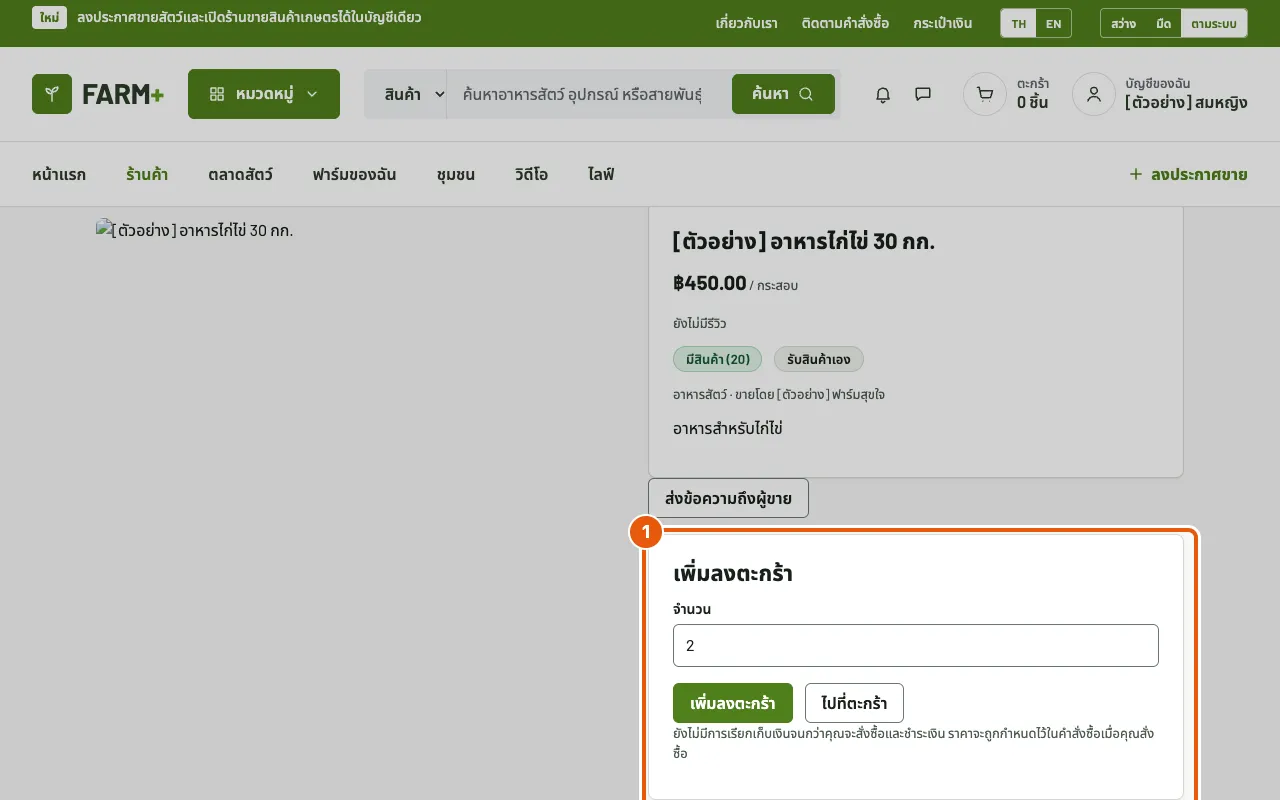 ใหม่ ลงประกาศขายสัตว์และเปิดร้านขายสินค้าเกษตรได้ในบัญชีเดียว
เกี่ยวกับเรา ติดตามคำสั่งซื้อ กระเป๋าเงิน TH EN สว่าง มืด ตามระบบ
FARM+ หมวดหมู่ สินค้า ค้นหาอาหารสัตว์ อุปกรณ์ หรือสายพันธุ์ ค้นหา
ตะกร้า
0 ชิ้น
บัญชีของฉัน
[ตัวอย่าง] สมหญิง
หน้าแรก ร้านค้า ตลาดสัตว์ ฟาร์มของฉัน ชุมชน วิดีโอ ไลฟ์ + ลงประกาศขาย
[ตัวอย่าง] อาหารไก่ไข่ 30 กก.
[ตัวอย่าง] อาหารไก่ไข่ 30 กก.
฿450.00 / กระสอบ
ยังไม่มีรีวิว
มีสินค้า (20) รับสินค้าเอง
อาหารสัตว์ · ขายโดย [ตัวอย่าง] ฟาร์มสุขใจ
อาหารสำหรับไก่ไข่
ส่งข้อความถึงผู้ขาย
1
เพิ่มลงตะกร้า
จำนวน
2
เพิ่มลงตะกร้า ไปที่ตะกร้า
ยังไม่มีการเรียกเก็บเงินจนกว่าคุณจะสั่งซื้อและชำระเงิน ราคาจะถูกกำหนดไว้ในคำสั่งซื้อเมื่อคุณสั่ง
ซื้อ